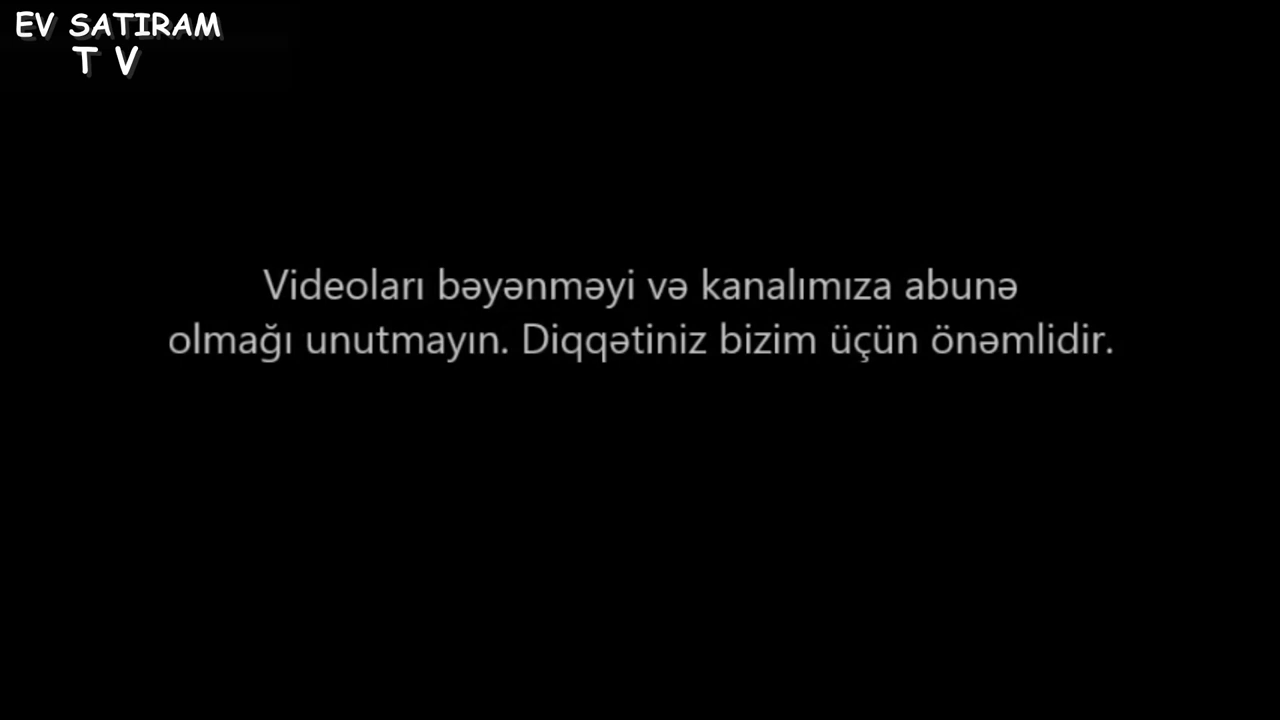 EV SATIRAM
T V
Videoları bəyənməyi və kanalımıza abunə
olmağı unutmayın. Diqqətiniz bizim üçün önəmlidir.